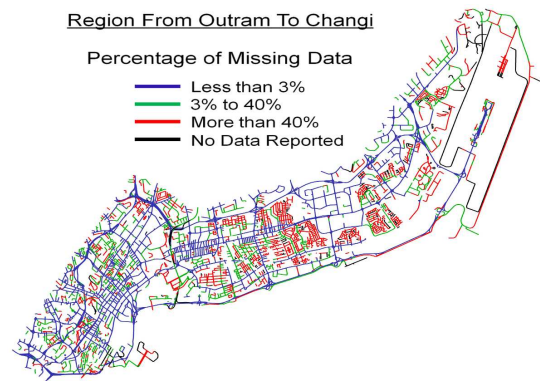 Region From Outram To Changi
Percentage of Missing Data
Less than 3%
3% to 40%
More than 40%
No Data Reported